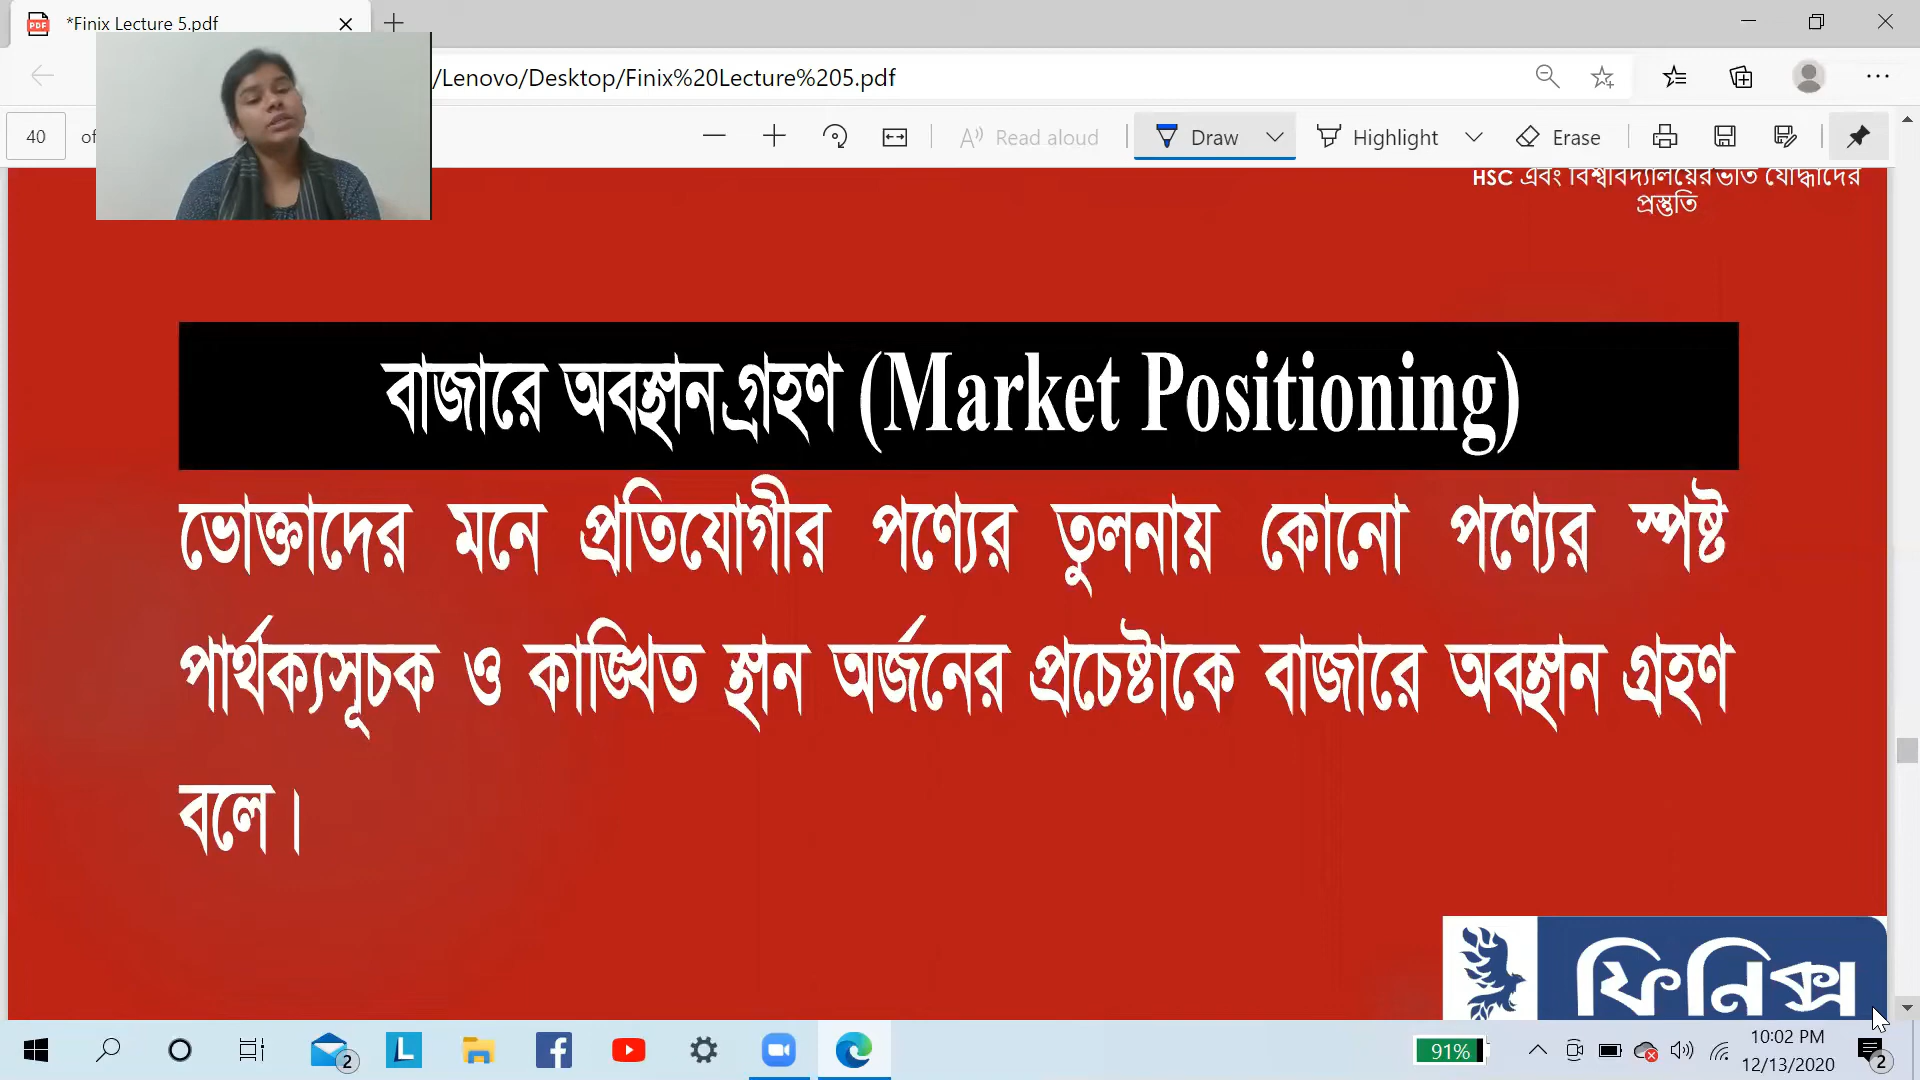 *Finix Lecture 5.pdf
/Lenovo/Desktop/Finix%20Lecture%205.pdf
40 of
Read aloud
Draw
Highlight
Erase
HSC এবং বিশ্ববিদ্যালয়ের ভর্তি যোদ্ধাদের
প্রস্তুতি
বাজারে অবস্থান গ্রহণ (Market Positioning)
ভোক্তাদের মনে প্রতিযোগীর পণ্যের তুলনায় কোনো পণ্যের স্পষ্ট
পার্থক্যসূচক ও কাঙ্খিত স্থান অর্জনের প্রচেষ্টাকে বাজারে অবস্থান গ্রহণ
বলে।
ফিনিক্স
2
L
91%
10:02 PM
12/13/2020
2